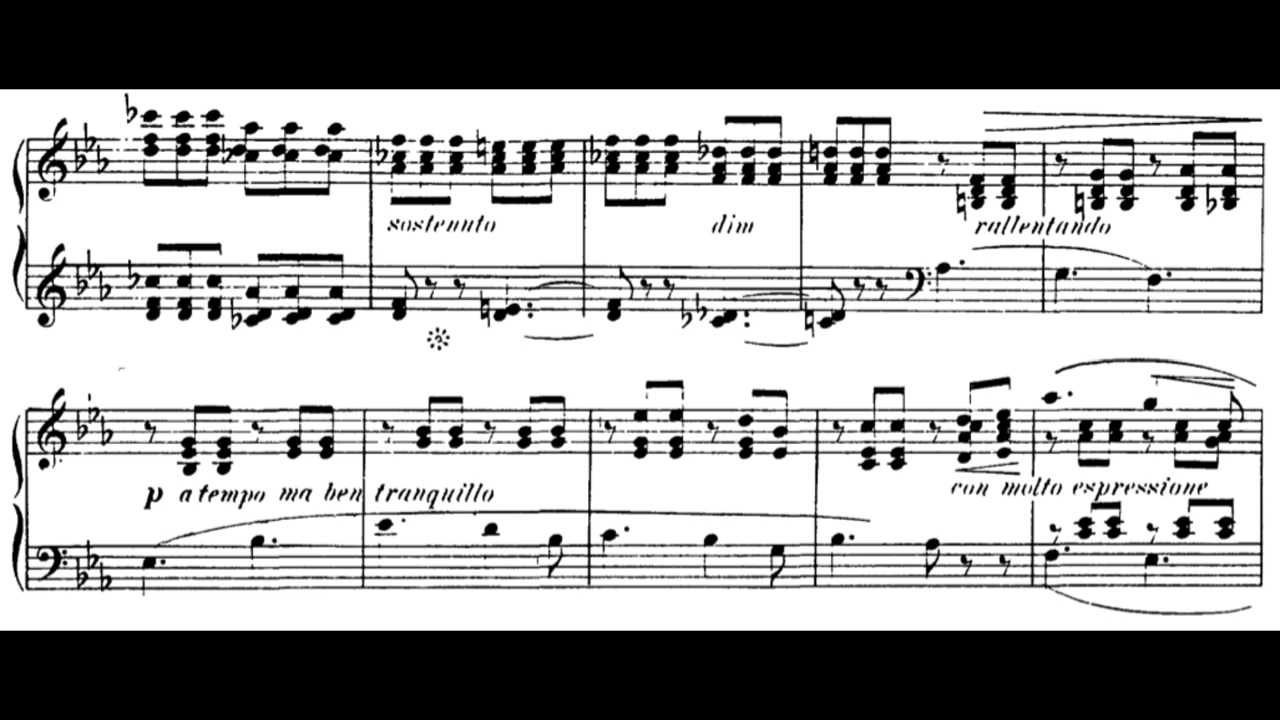 sostenuto dim rallentando
p a tempo ma ben tranquillo con molto espressione